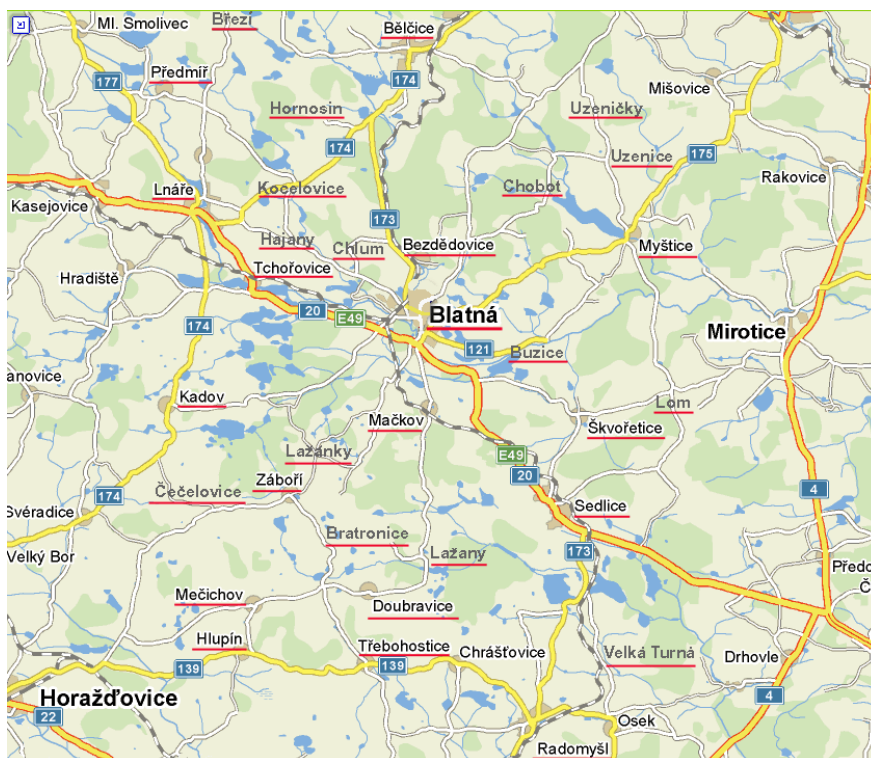 Ml. Smolivec
Březí
Bělčice
177
Předmíř
174
Mišovice
Hornosín
Uzeničky
174
Uzenice
175
Rakovice
Lnáře
Kocelovice
Chobot
Kasejovice
173
Hajany
Chlum
Bezdědovice
Myštice
Tchořovice
Hradiště
20
E49
Blatná
174
Mirotice
121
Buzice
anovice
Kadov
Lom
Mačkov
Škvořetice
Lažánky
E49
20
Záboří
Čečelovice
174
4
Svéradice
Sedlice
Bratronice
173
Velký Bor
Lažany
Předo
Č
Mečichov
Doubravice
Hlupín
Třebohostice
Chrášťovice
Velká Turná
Drhovle
139
139
Horažďovice
4
22
Osek
Radomyšl